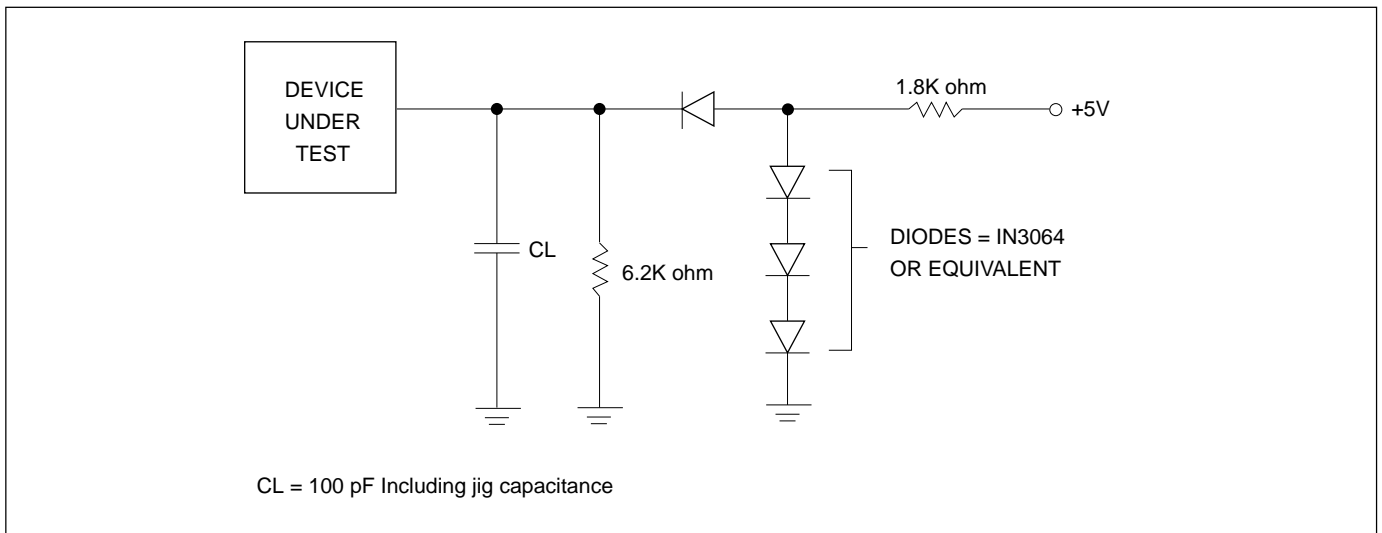 DEVICE
UNDER
TEST
1.8K ohm
+5V
CL
6.2K ohm
DIODES = IN3064
OR EQUIVALENT
CL = 100 pF Including jig capacitance